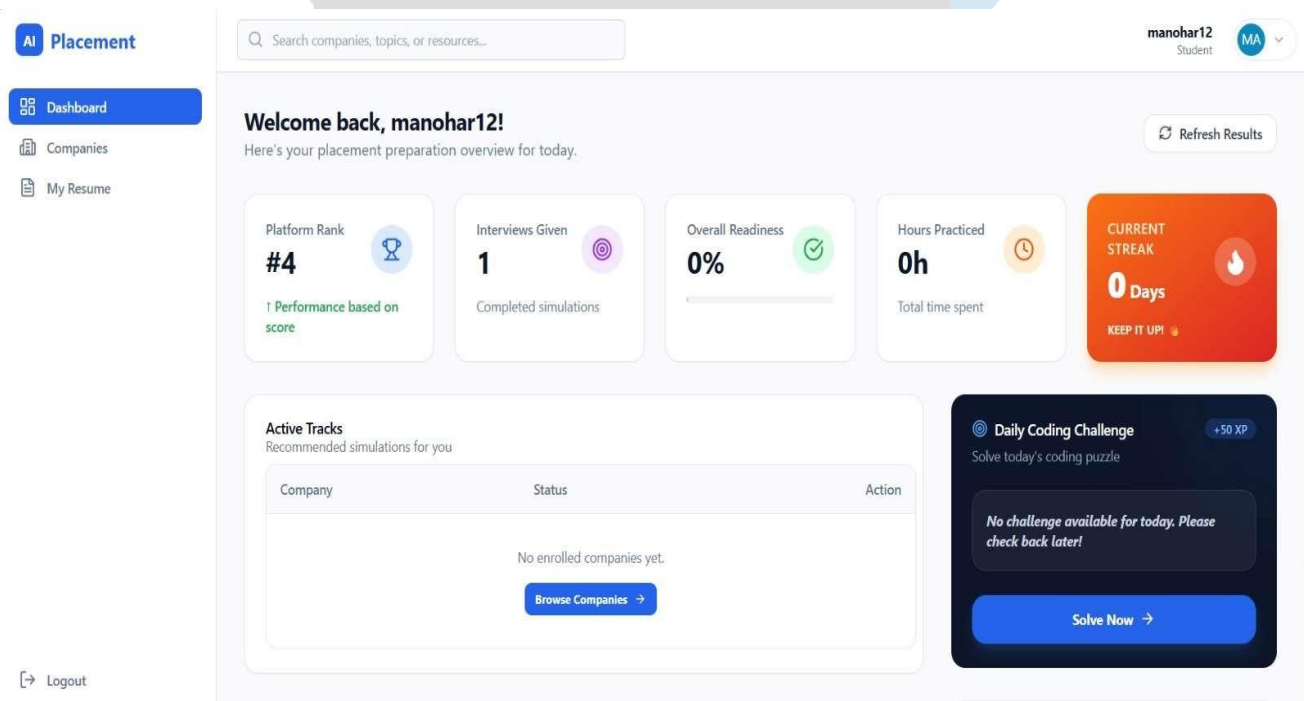 AI Placement
Search companies, topics, or resources...
manohar12
Student
MA
Dashboard
Companies
My Resume
Logout
Welcome back, manohar12!
Here's your placement preparation overview for today.
Refresh Results
Platform Rank
#4
↑ Performance based on
score
Interviews Given
1
Completed simulations
Overall Readiness
0%
Hours Practiced
0h
Total time spent
CURRENT
STREAK
0 Days
KEEP IT UP! 🔥
Active Tracks
Recommended simulations for you
Company Status Action
No enrolled companies yet.
Browse Companies →
Daily Coding Challenge +50 XP
Solve today's coding puzzle
No challenge available for today. Please
check back later!
Solve Now →